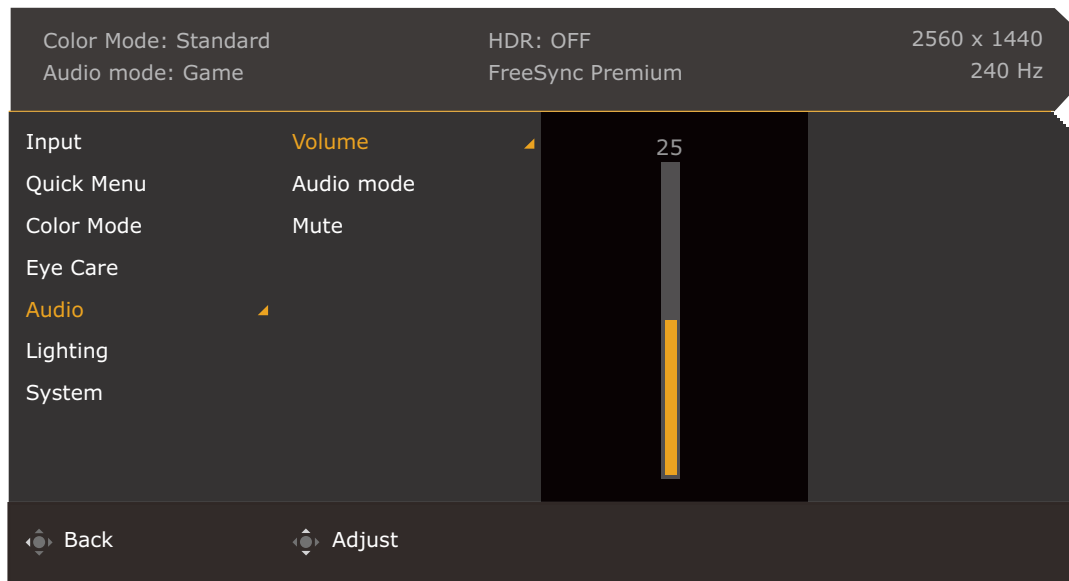 Color Mode: Standard
HDR: OFF
2560 x 1440
Audio mode: Game
FreeSync Premium
240 Hz
Input
Quick Menu
Color Mode
Eye Care
Audio
Lighting
System
Volume
Audio mode
Mute
25
Back
Adjust